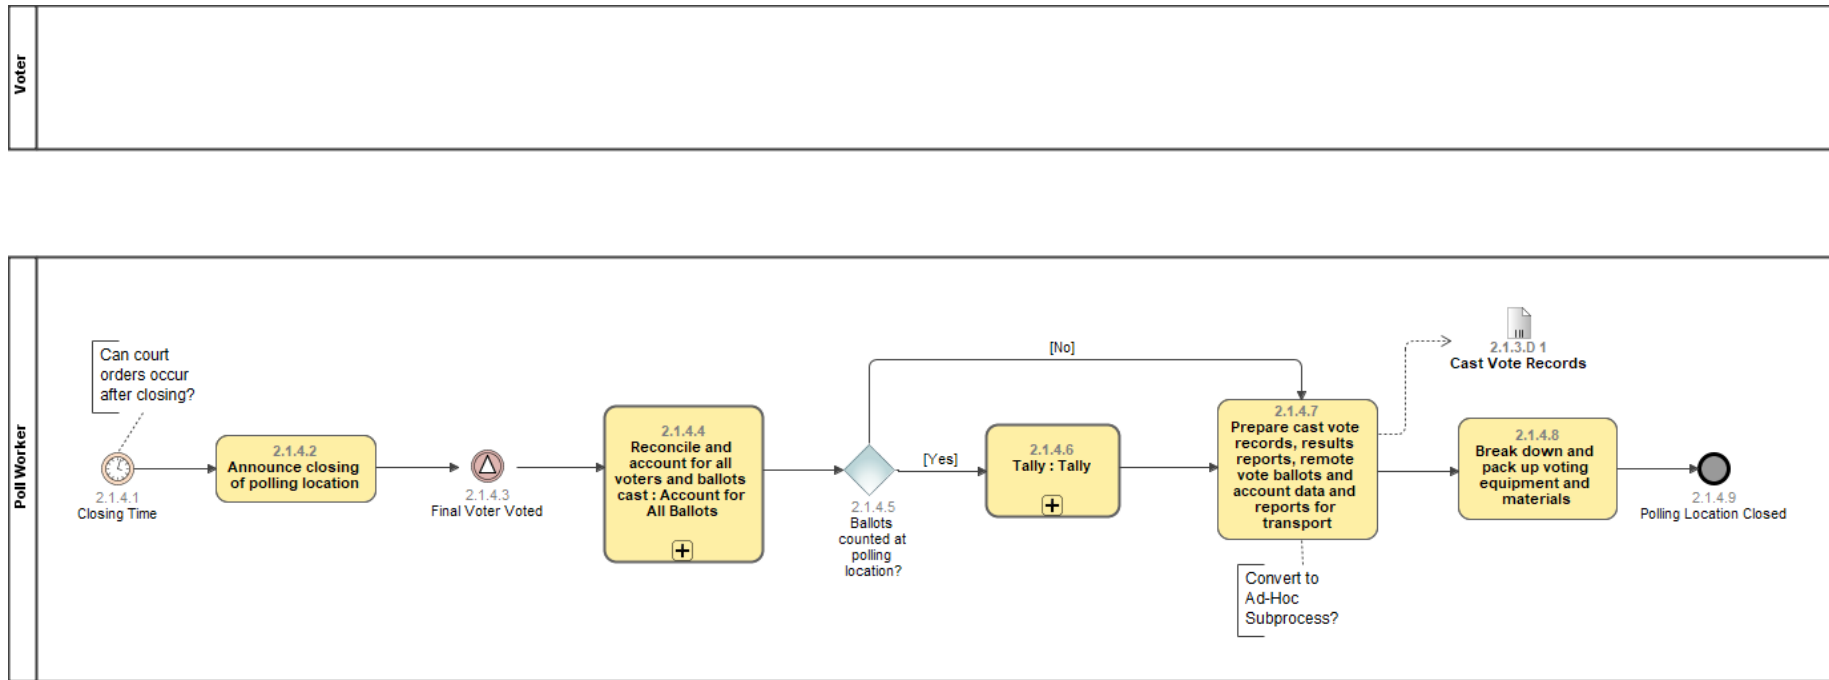 Voter
Poll Worker
Can court
orders occur
after closing?
2.1.4.1
Closing Time
2.1.4.2
Announce closing
of polling location
2.1.4.3
Final Voter Voted
2.1.4.4
Reconcile and
account for all
voters and ballots
cast : Account for
All Ballots
2.1.4.5
Ballots
counted at
polling
location?
[No]
[Yes]
2.1.4.6
Tally : Tally
2.1.4.7
Prepare cast vote
records, results
reports, remote
vote ballots and
account data and
reports for
transport
Convert to
Ad-Hoc
Subprocess?
2.1.3.D 1
Cast Vote Records
2.1.4.8
Break down and
pack up voting
equipment and
materials
2.1.4.9
Polling Location Closed